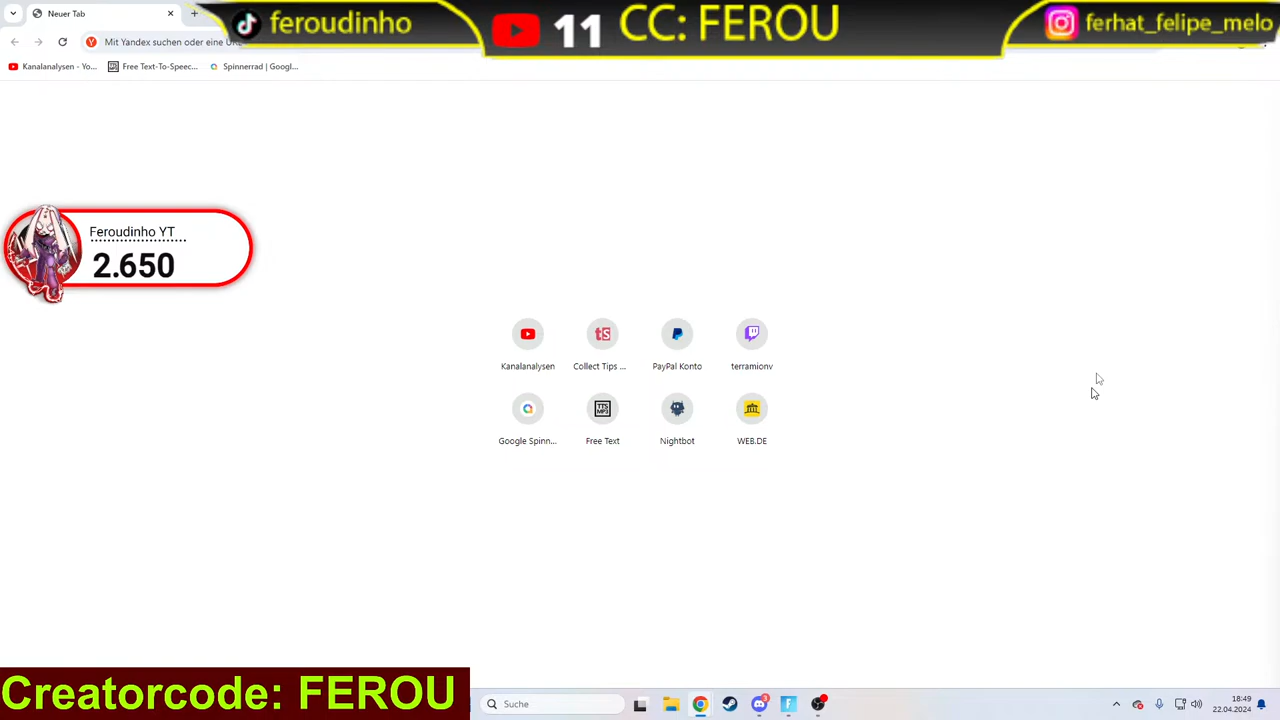 Neuer Tab
feroudinho
11
CC: FEROU
ferhat_felipe_melo
Mit Yandex suchen oder eine
Kanalanalysen - Yo...
Free Text-To-Speec...
Spinnerrad | Googl...
Feroudinho YT
2.650
Kanalanalysen
Collect Tips ...
PayPal Konto
terramionv
TTS
MP3
Google Spinn...
Free Text
Nightbot
WEB.DE
Creatorcode: FEROU
Suche
18:49
22.04.2024